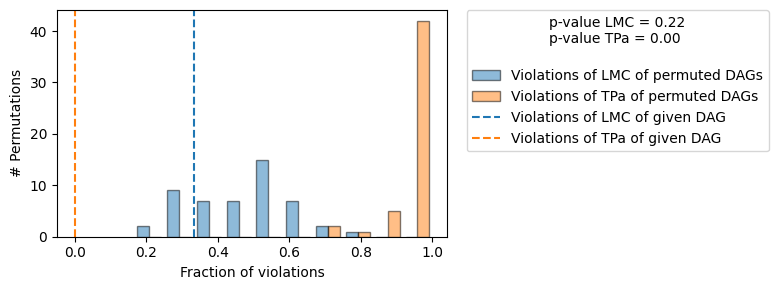 p-value LMC = 0.22
p-value TPa = 0.00
Violations of LMC of permuted DAGs
Violations of TPa of permuted DAGs
Violations of LMC of given DAG
Violations of TPa of given DAG
# Permutations
40
30
20
10
0
0.0 0.2 0.4 0.6 0.8 1.0
Fraction of violations